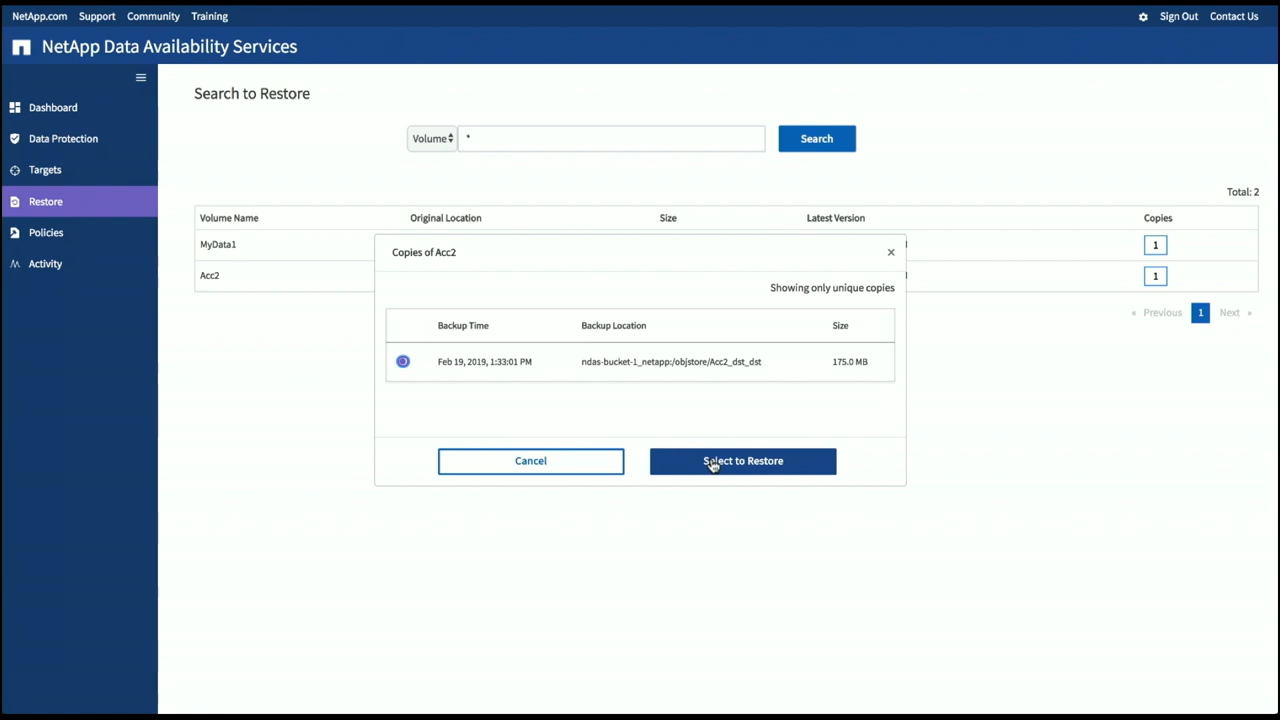 NetApp.com Support Community Training Sign Out Contact Us
NetApp Data Availability Services
Dashboard
Data Protection
Targets
Restore
Policies
Activity
Search to Restore
Volume * Search
Total: 2
Volume Name Original Location Size Latest Version Copies
MyData1 1
Acc2 1
« Previous 1 Next »
Copies of Acc2 ×
Showing only unique copies
Backup Time Backup Location Size
Feb 19, 2019, 1:33:01 PM ndas-bucket-1_netapp:/objstore/Acc2_dst_dst 175.0 MB
Cancel Select to Restore